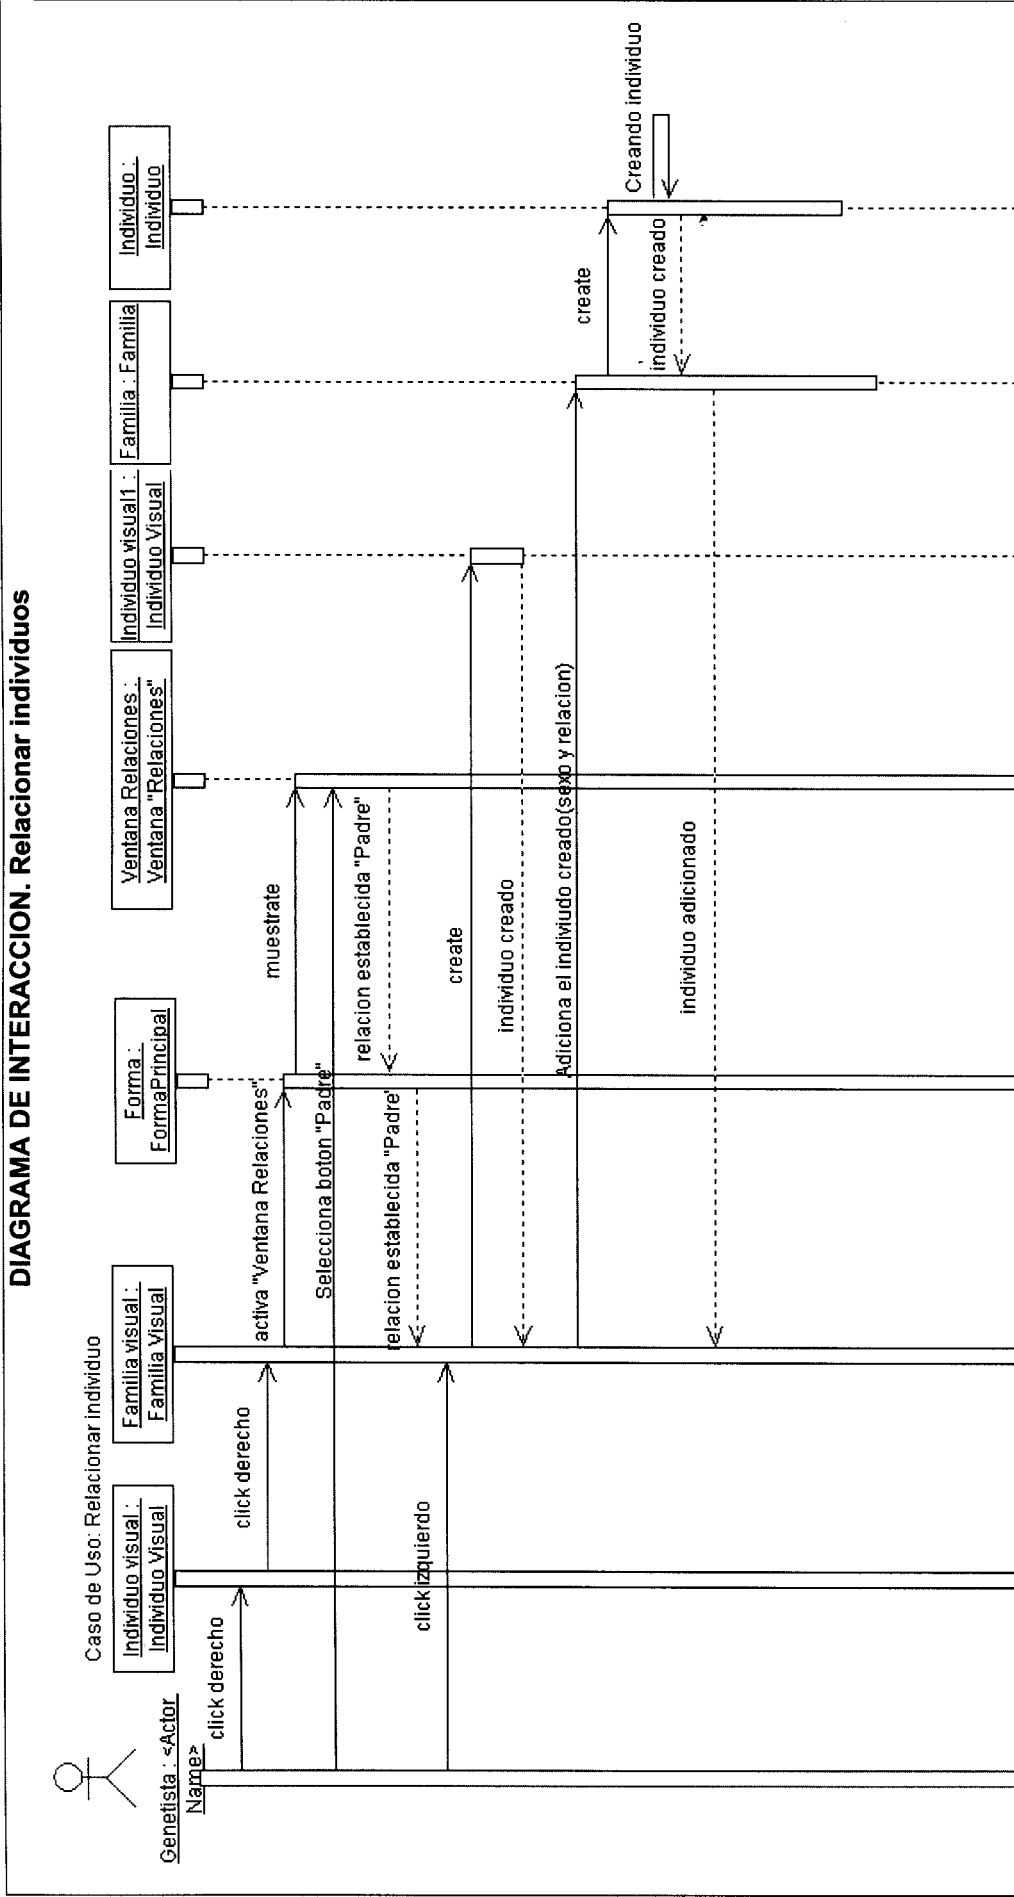 DIAGRAMA DE INTERACCION. Relacionar individuos
Caso de Uso: Relacionar individuo
Genetista : <Actor
Name>
Individuo visual :
Individuo Visual
Familia visual :
Familia Visual
Forma :
FormaPrincipal
Ventana Relaciones :
Ventana "Relaciones"
Individuo visual1 :
Individuo Visual
Familia : Familia
Individuo :
Individuo
click derecho
click derecho
activa "Ventana Relaciones"
muestrate
Selecciona boton "Padre"
relacion establecida "Padre"
relacion establecida "Padre"
click izquierdo
create
individuo creado
Adiciona el indiviudo creado(sexo y relacion)
create
Creando individuo
individuo creado
individuo adicionado